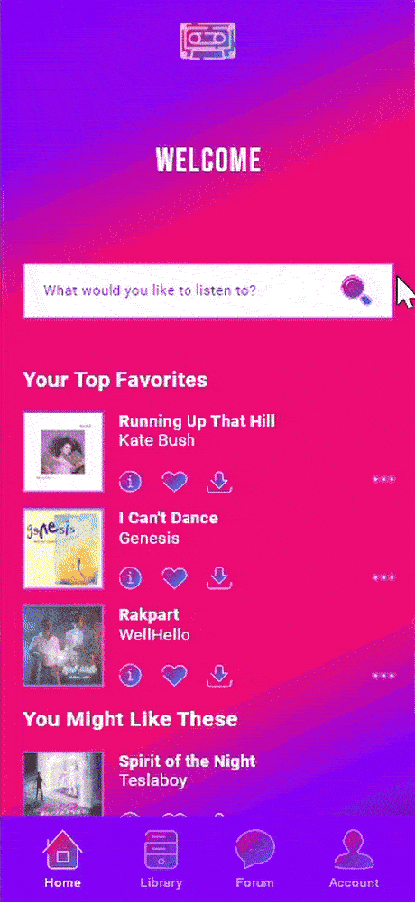 WELCOME
What would you like to listen to?
Your Top Favorites
Running Up That Hill
Kate Bush
I Can't Dance
Genesis
genesis
Rakpart
WellHello
You Might Like These
Spirit of the Night
Teslaboy
Home
Library
Forum
Account